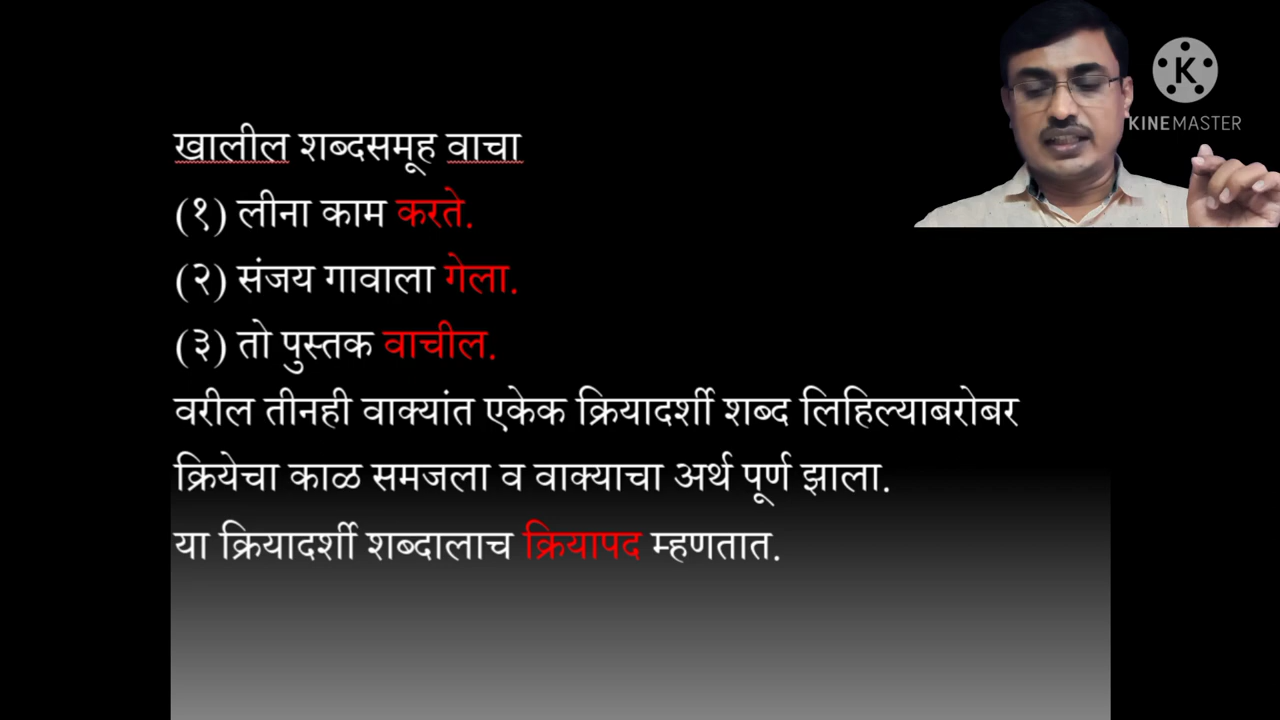 खालील शब्दसमूह वाचा
(१) लीना काम करते.
(२) संजय गावाला गेला.
(३) तो पुस्तक वाचील.
वरील तीनही वाक्यांत एकेक क्रियादर्शी शब्द लिहिल्याबरोबर
क्रियेचा काळ समजला व वाक्याचा अर्थ पूर्ण झाला.
या क्रियादर्शी शब्दालाच क्रियापद म्हणतात.
K
KINEMASTER